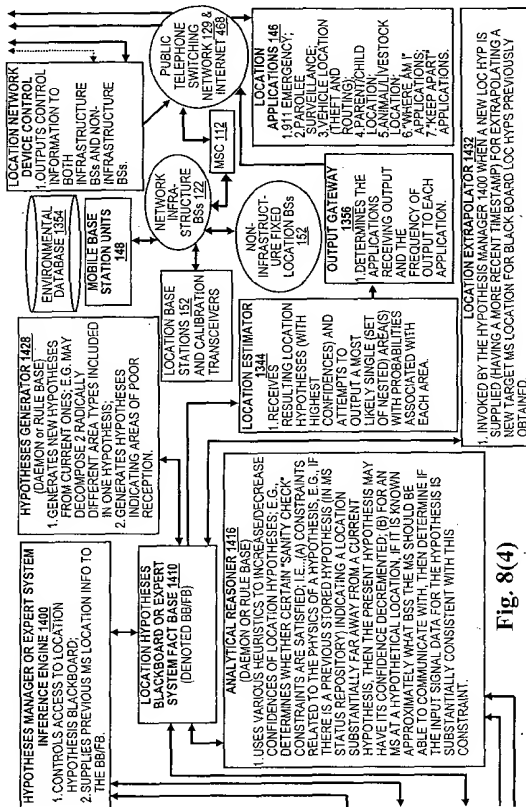 HYPOTHESES MANAGER OR EXPERT SYSTEM
INFERENCE ENGINE 1400
1. CONTROLS ACCESS TO LOCATION
HYPOTHESIS BLACKBOARD;
2. SUPPLIES PREVIOUS MS LOCATION INFO TO
THE BB/FB.
HYPOTHESES GENERATOR 1428
(DAEMON or RULE BASE)
1. GENERATES NEW HYPOTHESES
FROM CURRENT ONES; E.G. MAY
DECOMPOSE 2 RADICALLY
DIFFERENT AREA TYPES INCLUDED
IN ONE HYPOTHESIS;
2. GENERATES HYPOTHESES
INDICATING AREAS OF POOR
RECEPTION.
ENVIRONMENTAL
DATABASE 1354
MOBILE BASE
STATION UNITS
148
LOCATION NETWORK
DEVICE CONTROL
1. OUTPUTS CONTROL
INFORMATION TO
BOTH
INFRASTRUCTURE
BSs AND NON-
INFRASTRUCTURE
BSs.
LOCATION HYPOTHESES
BLACKBOARD OR EXPERT
SYSTEM FACT BASE 1410
(DENOTED BB/FB)
LOCATION BASE
STATIONS 152
AND CALIBRATION
TRANSCEIVERS
NETWORK
INFRA-
STRUCTURE
BSs 122
MSC 112
PUBLIC
TELEPHONE
SWITCHING
NETWORK 129 &
INTERNET 468
NON-
INFRASTRUCT-
URE FIXED
LOCATION BSs
152
ANALYTICAL REASONER 1416
(DAEMON or RULE BASE)
1. USES VARIOUS HEURISTICS TO INCREASE/DECREASE
CONFIDENCES OF LOCATION HYPOTHESES; E.G.,
DETERMINES WHETHER CERTAIN "SANITY CHECK"
CONSTRAINTS ARE SATISFIED; I.E., (A) CONSTRAINTS
RELATED TO THE PHYSICS OF A HYPOTHESIS, E.G., IF
THERE IS A PREVIOUS STORED HYPOTHESIS (IN MS
STATUS REPOSITORY) INDICATING A LOCATION
SUBSTANTIALLY FAR AWAY FROM A CURRENT
HYPOTHESIS, THEN THE PRESENT HYPOTHESIS MAY
HAVE ITS CONFIDENCE DECREMENTED; (B) FOR AN
MS AT A HYPOTHETICAL LOCATION, IF IT IS KNOWN
APPROXIMATELY WHAT BSs THE MS SHOULD BE
ABLE TO COMMUNICATE WITH, THEN DETERMINE IF
THE INPUT SIGNAL DATA FOR THE HYPOTHESIS IS
SUBSTANTIALLY CONSISTENT WITH THIS
CONSTRAINT.
LOCATION ESTIMATOR
1344
1. RECEIVES
RESULTING LOCATION
HYPOTHESES (WITH
HIGHEST
CONFIDENCES) AND
ATTEMPTS TO
OUTPUT A MOST
LIKELY SINGLE (SET
OF NESTED) AREA(S)
WITH PROBABILITIES
ASSOCIATED WITH
EACH AREA.
OUTPUT GATEWAY
1356
1. DETERMINES THE
APPLICATIONS
RECEIVING OUTPUT
AND THE
FREQUENCY OF
OUTPUT TO EACH
APPLICATION.
LOCATION
APPLICATIONS 146
1. 911 EMERGENCY;
2. PAROLEE
SURVEILLANCE;
3. VEHICLE LOCATION
(THEFT AND
ROUTING);
4. PARENT/CHILD
LOCATION;
5. ANIMAL/LIVESTOCK
LOCATION;
6. "WHERE AM I"
APPLICATIONS;
7. "KEEP APART"
APPLICATIONS.
LOCATION EXTRAPOLATOR 1432
1. INVOKED BY THE HYPOTHESIS MANAGER 1400 WHEN A NEW LOC HYP IS
SUPPLIED (HAVING A MORE RECENT TIMESTAMP) FOR EXTRAPOLATING A
NEW TARGET MS LOCATION FOR BLACK BOARD LOC HYPS PREVIOUSLY
OBTAINED.
Fig. 8(4)